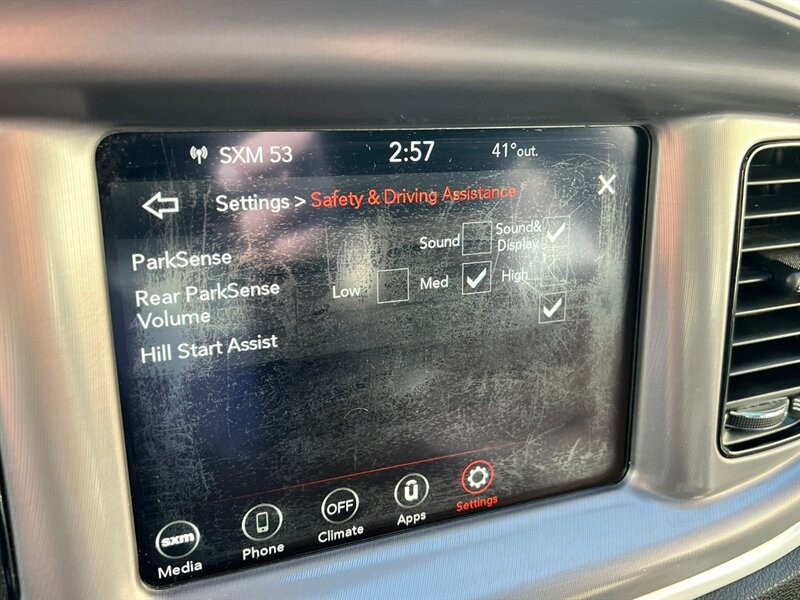 SXM 53 2:57 41°out.
Settings > Safety & Driving Assistance X
ParkSense Sound Sound&
Display
Rear ParkSense
Volume Low Med High
Hill Start Assist
sxm OFF
Media Phone Climate Apps Settings